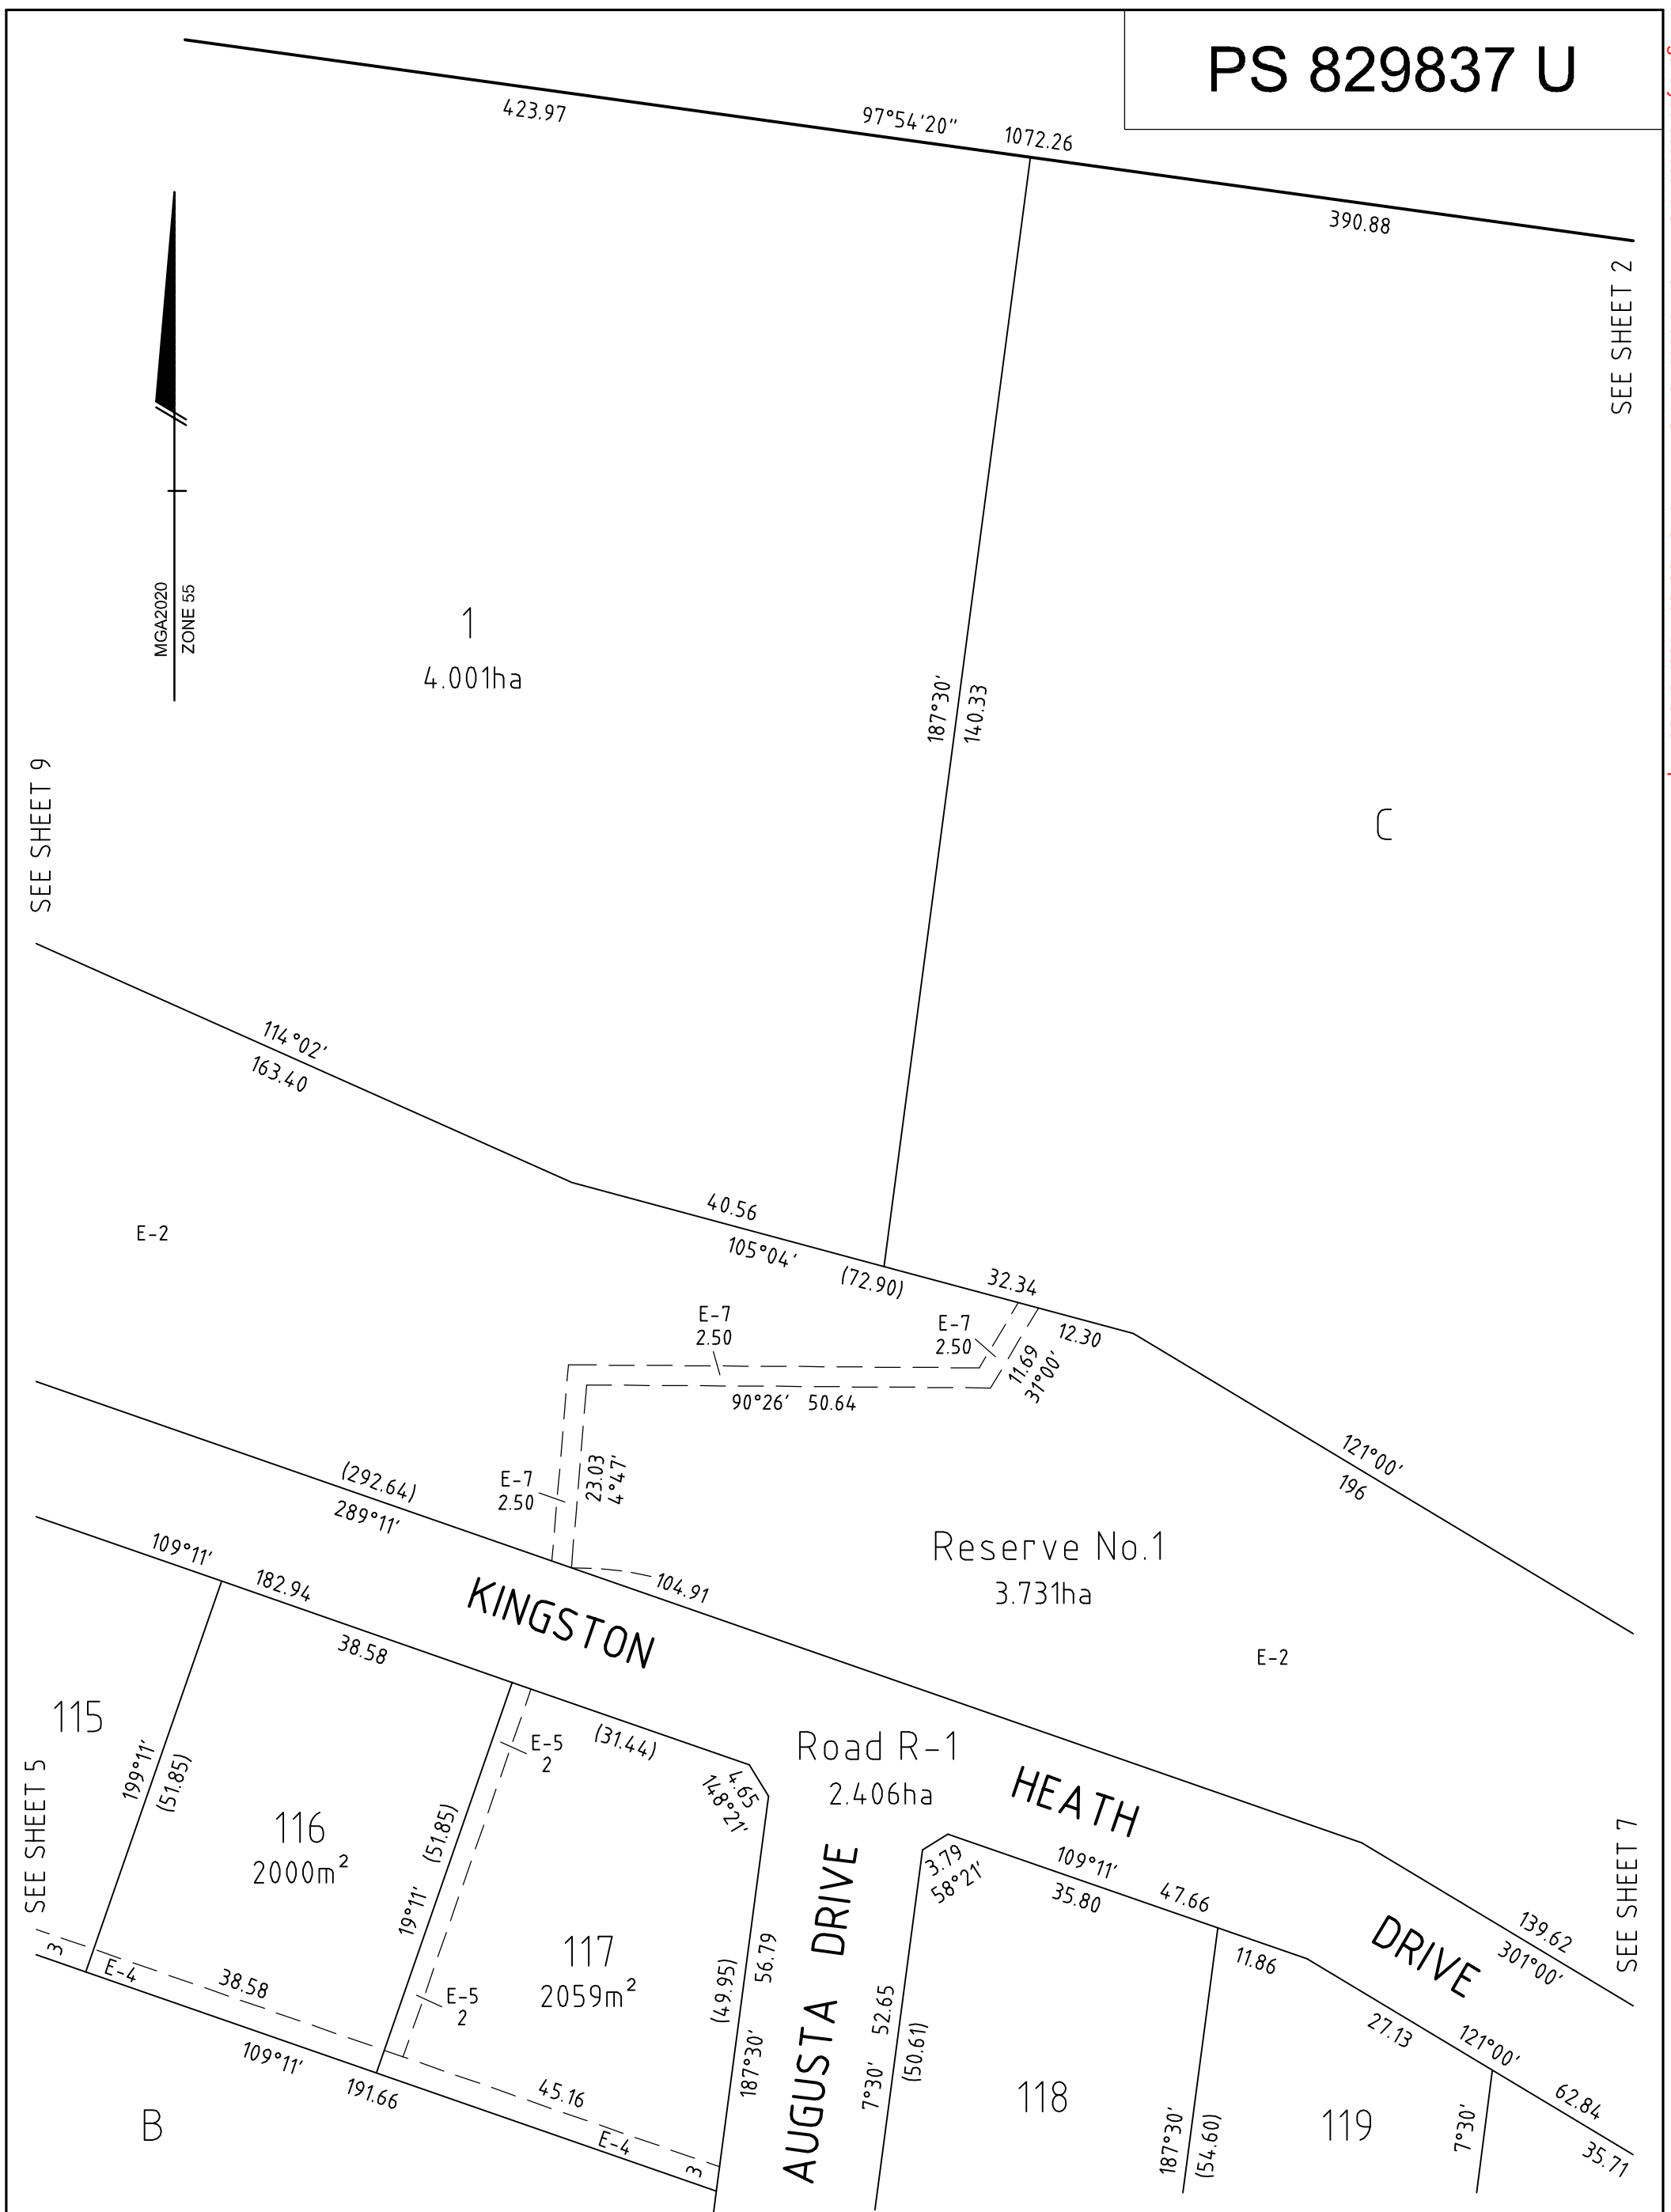 PS 829837 U
423.97
97°54'20"
1072.26
390.88
SEE SHEET 2
MGA2020
ZONE 55
1
4.001ha
187°30'
140.33
C
SEE SHEET 9
114°02'
163.40
E-2
40.56
105°04'
(72.90)
32.34
12.30
E-7
2.50
E-7
2.50
11.69
31°00'
90°26' 50.64
E-7
2.50
23.03
4°47'
121°00'
196
(292.64)
289°11'
104.91
Reserve No.1
3.731ha
E-2
109°11'
182.94
38.58
KINGSTON
HEATH
DRIVE
115
199°11'
(51.85)
SEE SHEET 5
116
2000m²
(51.85)
19°11'
E-5
2
(31.44)
4.65
148°21'
Road R-1
2.406ha
117
2059m²
E-5
2
(49.95)
56.79
187°30'
AUGUSTA DRIVE
3.79
58°21'
109°11'
35.80
47.66
11.86
139.62
301°00'
SEE SHEET 7
7°30' 52.65
(50.61)
27.13
121°00'
62.84
35.71
3
E-4
38.58
109°11'
191.66
45.16
E-4
3
B
118
187°30'
(54.60)
119
7°30'